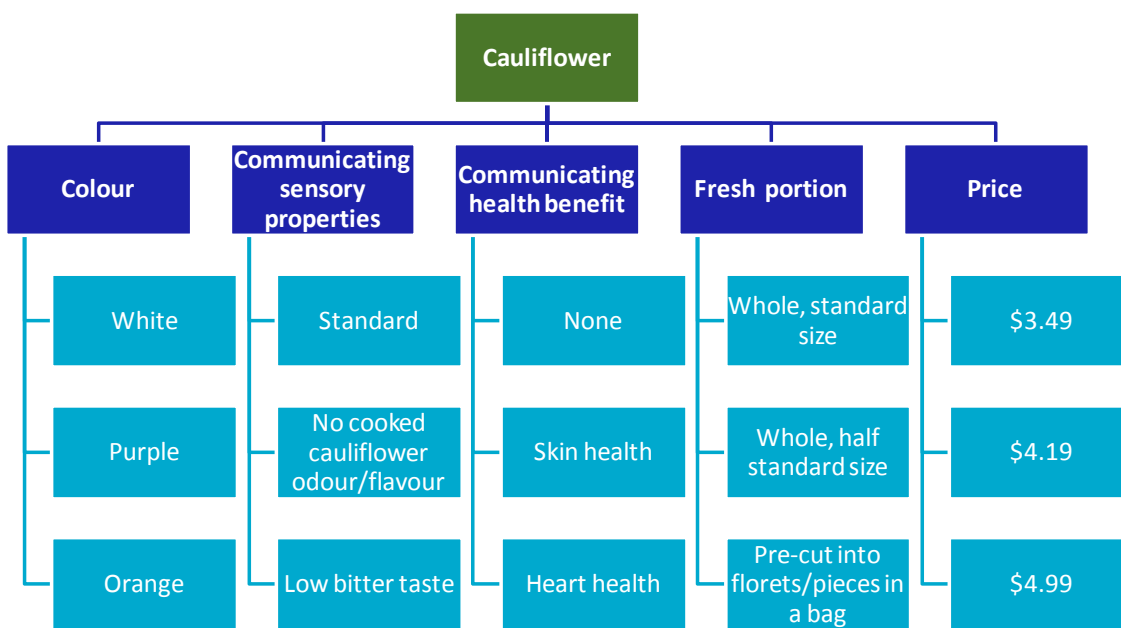 Cauliflower
Colour
Communicating
sensory
properties
Communicating
health benefit
Fresh portion
Price
White
Standard
None
Whole, standard
size
$3.49
Purple
No cooked
cauliflower
odour/flavour
Skin health
Whole, half
standard size
$4.19
Orange
Low bitter taste
Heart health
Pre-cut into
florets/pieces in
a bag
$4.99